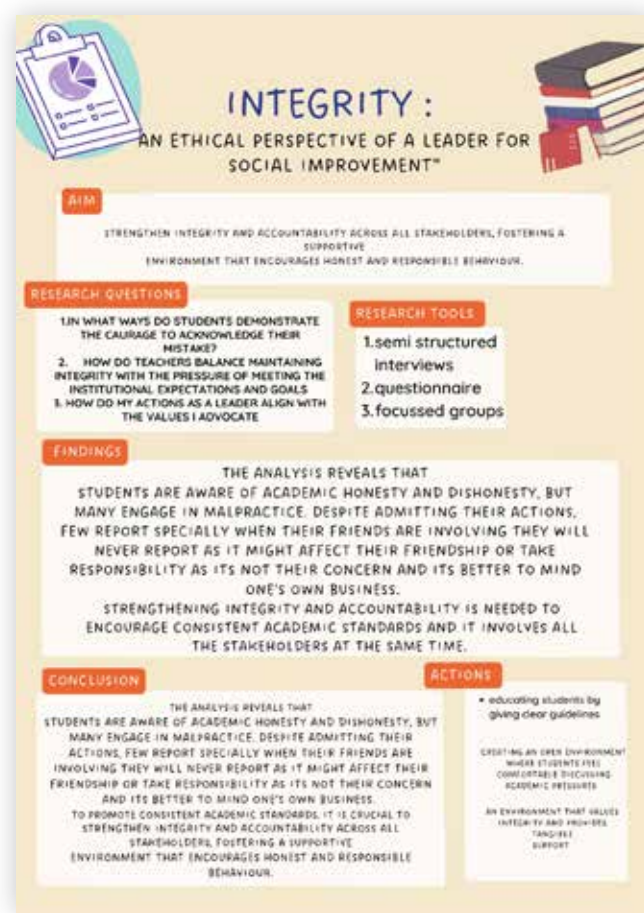 INTEGRITY :
AN ETHICAL PERSPECTIVE OF A LEADER FOR
SOCIAL IMPROVEMENT"
AIM
STRENGTHEN INTEGRITY AND ACCOUNTABILITY ACROSS ALL STAKEHOLDERS, FOSTERING A
SUPPORTIVE
ENVIRONMENT THAT ENCOURAGES HONEST AND RESPONSIBLE BEHAVIOUR.
RESEARCH QUESTIONS
1.IN WHAT WAYS DO STUDENTS DEMONSTRATE
THE CAURAGE TO ACKNOWLEDGE THEIR
MISTAKE?
2. HOW DO TEACHERS BALANCE MAINTAINING
INTEGRITY WITH THE PRESSURE OF MEETING THE
INSTITUTIONAL EXPECTATIONS AND GOALS
3. HOW DO MY ACTIONS AS A LEADER ALIGN WITH
THE VALUES I ADVOCATE
RESEARCH TOOLS
1.semi structured
interviews
2.questionnaire
3.focussed groups
FINDINGS
THE ANALYSIS REVEALS THAT
STUDENTS ARE AWARE OF ACADEMIC HONESTY AND DISHONESTY, BUT
MANY ENGAGE IN MALPRACTICE. DESPITE ADMITTING THEIR ACTIONS,
FEW REPORT SPECIALLY WHEN THEIR FRIENDS ARE INVOLVING THEY WILL
NEVER REPORT AS IT MIGHT AFFECT THEIR FRIENDSHIP OR TAKE
RESPONSIBILITY AS ITS NOT THEIR CONCERN AND ITS BETTER TO MIND
ONE'S OWN BUSINESS.
STRENGTHENING INTEGRITY AND ACCOUNTABILITY IS NEEDED TO
ENCOURAGE CONSISTENT ACADEMIC STANDARDS AND IT INVOLVES ALL
THE STAKEHOLDERS AT THE SAME TIME.
CONCLUSION
THE ANALYSIS REVEALS THAT
STUDENTS ARE AWARE OF ACADEMIC HONESTY AND DISHONESTY, BUT
MANY ENGAGE IN MALPRACTICE. DESPITE ADMITTING THEIR
ACTIONS, FEW REPORT SPECIALLY WHEN THEIR FRIENDS ARE
INVOLVING THEY WILL NEVER REPORT AS IT MIGHT AFFECT THEIR
FRIENDSHIP OR TAKE RESPONSIBILITY AS ITS NOT THEIR CONCERN
AND ITS BETTER TO MIND ONE'S OWN BUSINESS.
TO PROMOTE CONSISTENT ACADEMIC STANDARDS, IT IS CRUCIAL TO
STRENGTHEN INTEGRITY AND ACCOUNTABILITY ACROSS ALL
STAKEHOLDERS, FOSTERING A SUPPORTIVE
ENVIRONMENT THAT ENCOURAGES HONEST AND RESPONSIBLE
BEHAVIOUR.
ACTIONS
• educating students by
giving clear guidelines
CREATING AN OPEN ENVIRONMENT
WHERE STUDENTS FEEL
COMFORTABLE DISCUSSING
ACADEMIC PRESSURES
AN ENVIRONMENT THAT VALUES
INTEGRITY AND PROVIDES
TANGIBLE
SUPPORT